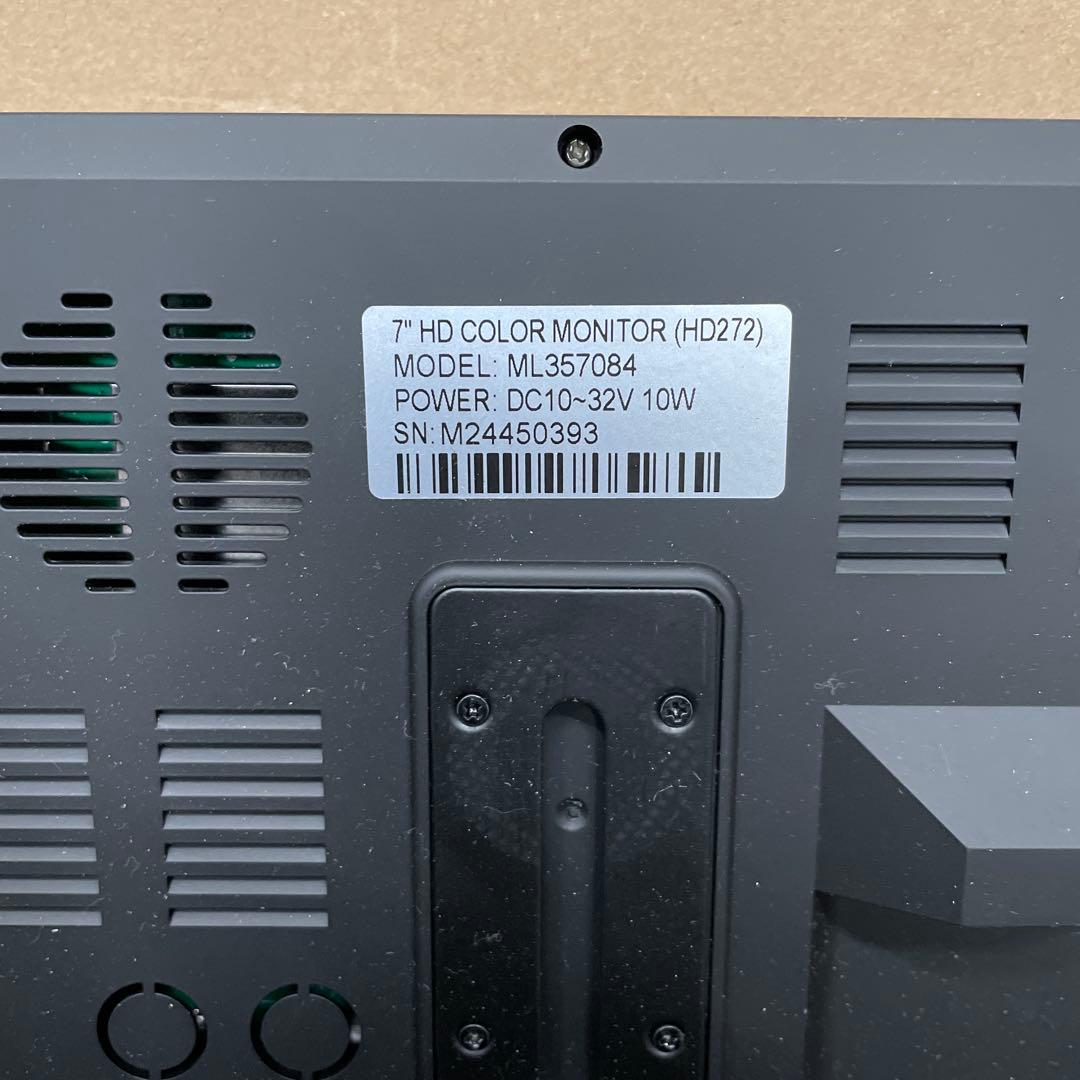 7" HD COLOR MONITOR (HD272)
MODEL: ML357084
POWER: DC10~32V 10W
SN: M24450393